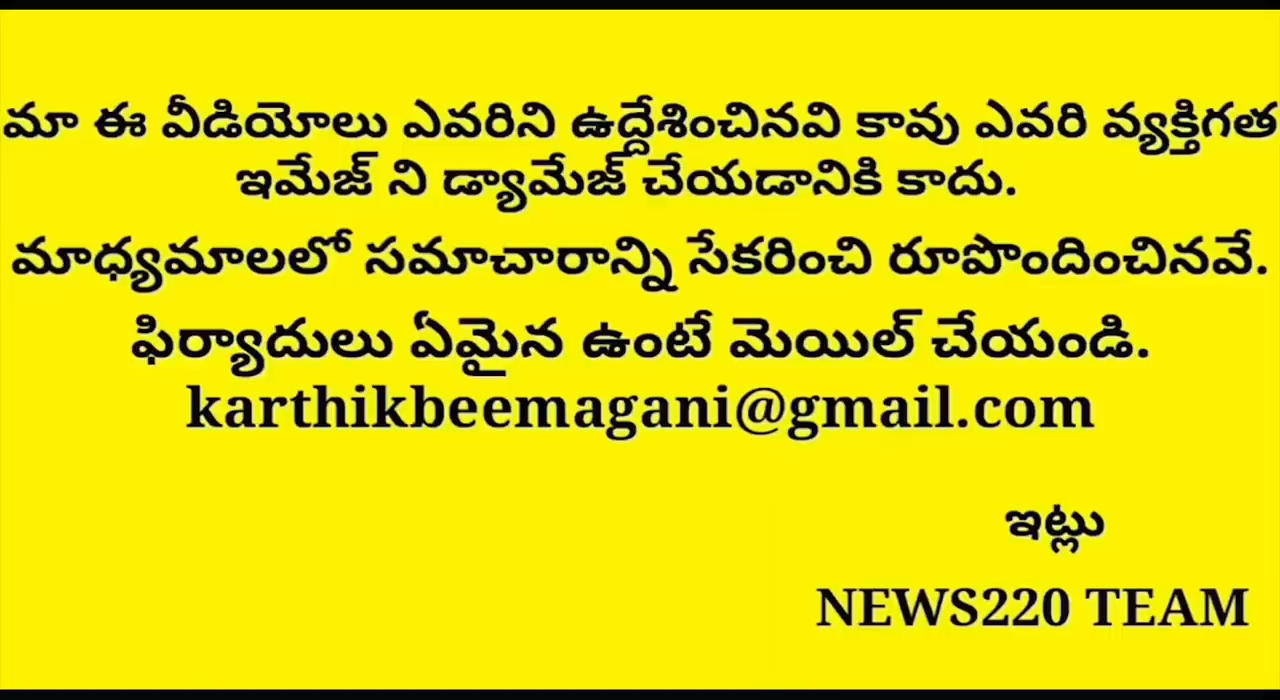 మా ఈ వీడియోలు ఎవరిని ఉద్దేశించినవి కావు ఎవరి వ్యక్తిగత
ఇమేజ్ ని డ్యామేజ్ చేయడానికి కాదు.
మాధ్యమాలలో సమాచారాన్ని సేకరించి రూపొందించినవే.
ఫిర్యాదులు ఏమైన ఉంటే మెయిల్ చేయండి.
karthikbeemagani@gmail.com
ఇట్లు
NEWS220 TEAM